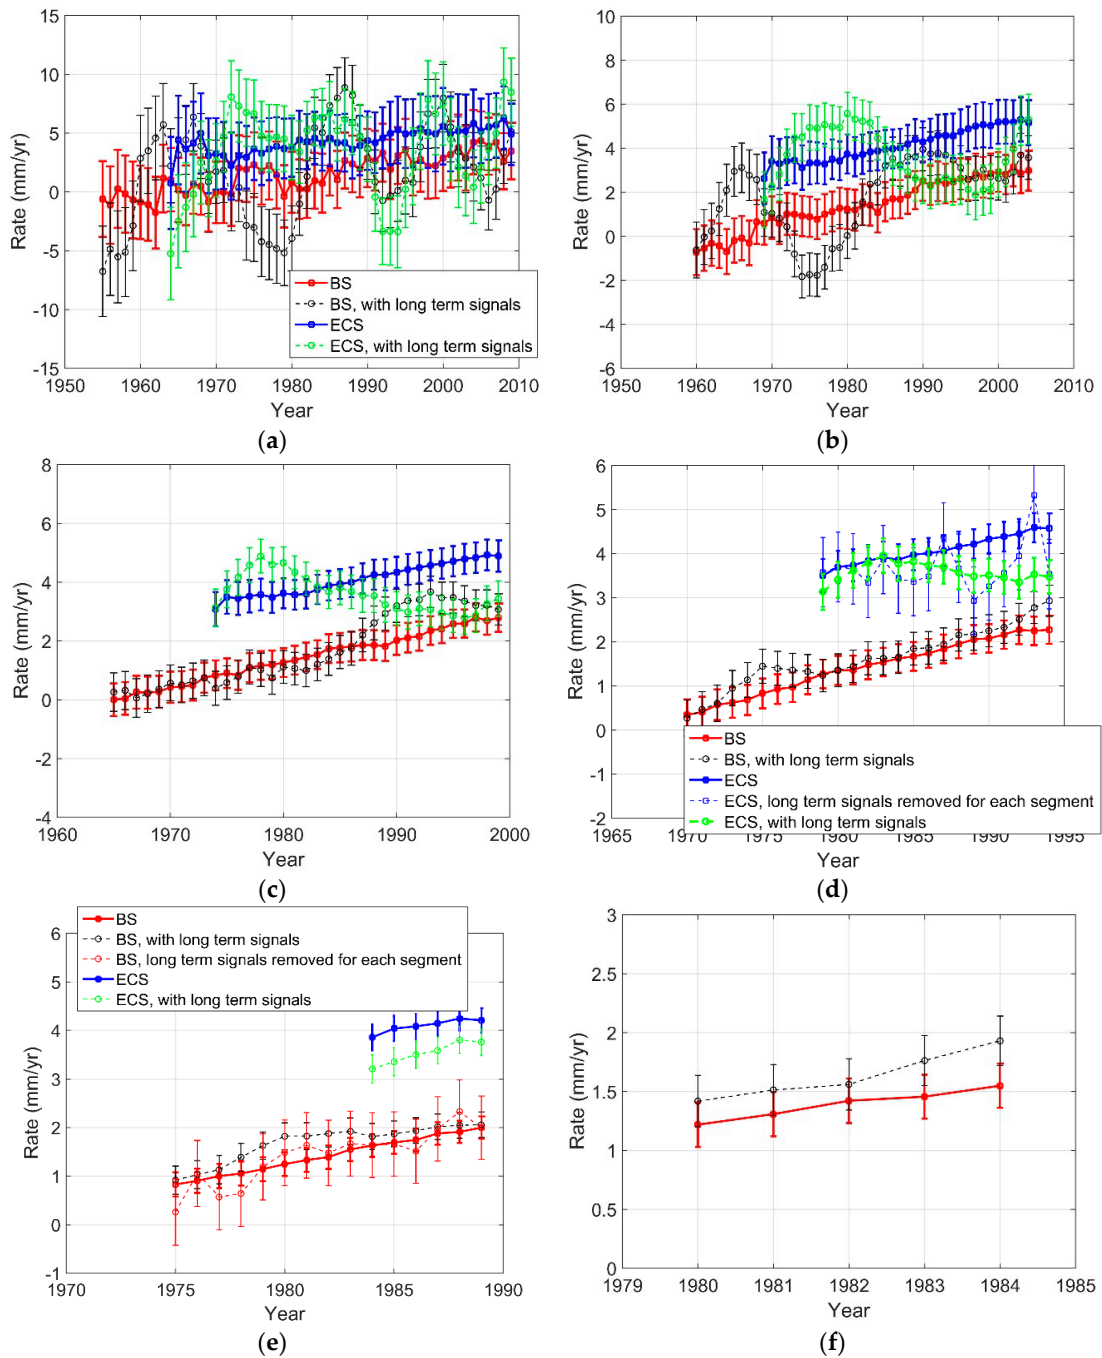 15
10
5
0
-5
-10
-15
Rate (mm/yr)
BS
BS, with long term signals
ECS
ECS, with long term signals
1950 1960 1970 1980 1990 2000 2010
Year
(a)
10
8
6
4
2
0
-2
-4
-6
Rate (mm/yr)
1950 1960 1970 1980 1990 2000 2010
Year
(b)
8
6
4
2
0
-2
-4
Rate (mm/yr)
1960 1970 1980 1990 2000
Year
(c)
6
5
4
3
2
1
0
-1
-2
Rate (mm/yr)
BS
BS, with long term signals
ECS
ECS, long term signals removed for each segment
ECS, with long term signals
1965 1970 1975 1980 1985 1990 1995
Year
(d)
BS
BS, with long term signals
BS, long term signals removed for each segment
ECS
ECS, with long term signals
6
5
4
3
2
1
0
-1
Rate (mm/yr)
1970 1975 1980 1985 1990
Year
(e)
3
2.5
2
1.5
1
0.5
0
Rate (mm/yr)
1979 1980 1981 1982 1983 1984 1985
Year
(f)